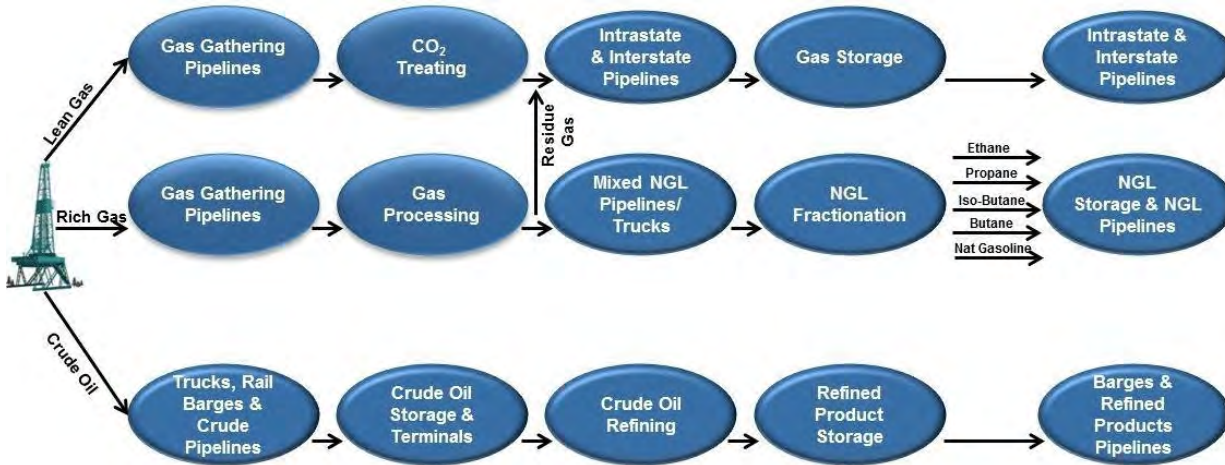 Lean Gas
Gas Gathering
Pipelines
CO2
Treating
Intrastate
& Interstate
Pipelines
Gas Storage
Intrastate &
Interstate
Pipelines
Residue
Gas
Rich Gas
Gas Gathering
Pipelines
Gas
Processing
Mixed NGL
Pipelines/
Trucks
NGL
Fractionation
Ethane
Propane
Iso-Butane
Butane
Nat Gasoline
NGL
Storage & NGL
Pipelines
Crude Oil
Trucks, Rail
Barges &
Crude
Pipelines
Crude Oil
Storage &
Terminals
Crude Oil
Refining
Refined
Product
Storage
Barges &
Refined
Products
Pipelines